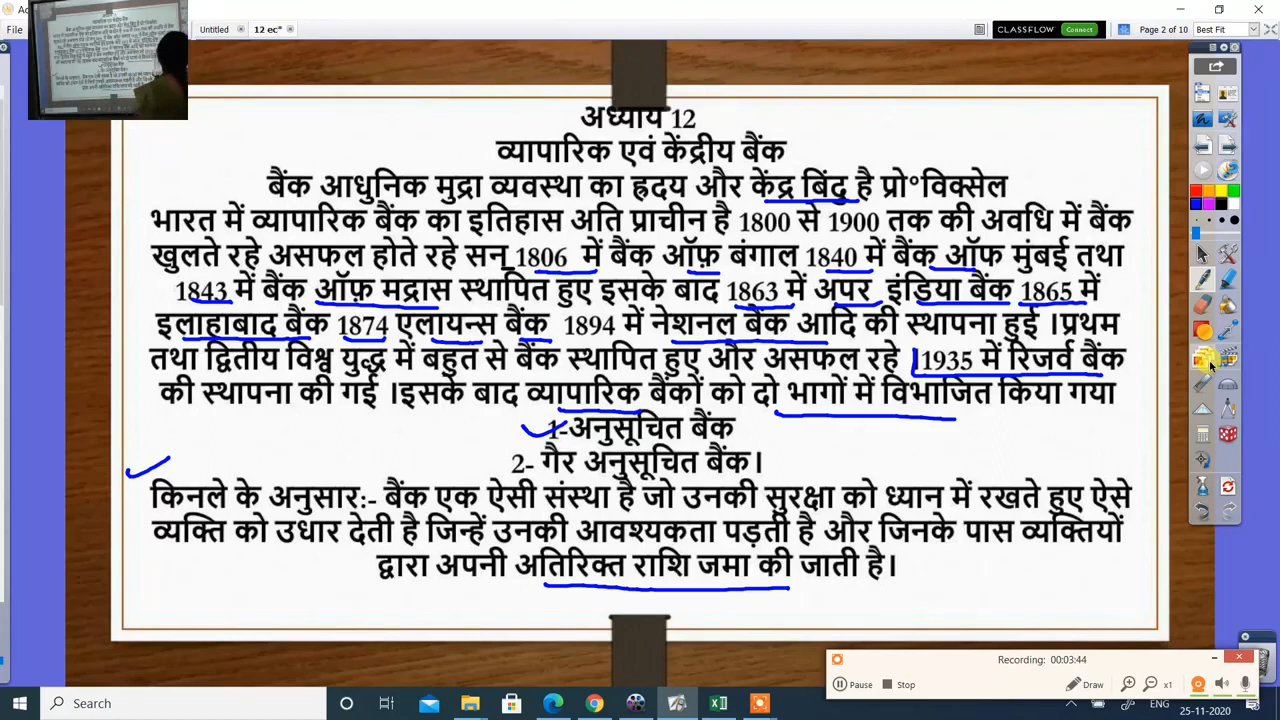 File
Untitled
12 ec*
CLASSFLOW Connect
Page 2 of 10
Best Fit
अध्याय 12
व्यापारिक एवं केंद्रीय बैंक
बैंक आधुनिक मुद्रा व्यवस्था का ह्रदय और केंद्र बिंदु है प्रो॰विक्सेल
भारत में व्यापारिक बैंक का इतिहास अति प्राचीन है 1800 से 1900 तक की अवधि में बैंक
खुलते रहे असफल होते रहे सन् 1806 में बैंक ऑफ़ बंगाल 1840 में बैंक ऑफ मुंबई तथा
1843 में बैंक ऑफ़ मद्रास स्थापित हुए इसके बाद 1863 में अपर इंडिया बैंक 1865 में
इलाहाबाद बैंक 1874 एलायन्स बैंक 1894 में नेशनल बैंक आदि की स्थापना हुई ।प्रथम
तथा द्वितीय विश्व युद्ध में बहुत से बैंक स्थापित हुए और असफल रहे ।1935 में रिजर्व बैंक
की स्थापना की गई ।इसके बाद व्यापारिक बैंकों को दो भागों में विभाजित किया गया
1-अनुसूचित बैंक
2- गैर अनुसूचित बैंक।
किनले के अनुसार:- बैंक एक ऐसी संस्था है जो उनकी सुरक्षा को ध्यान में रखते हुए ऐसे
व्यक्ति को उधार देती है जिन्हें उनकी आवश्यकता पड़ती है और जिनके पास व्यक्तियों
द्वारा अपनी अतिरिक्त राशि जमा की जाती है।
Recording: 00:03:44
Pause Stop Draw x1
Search
ENG
25-11-2020